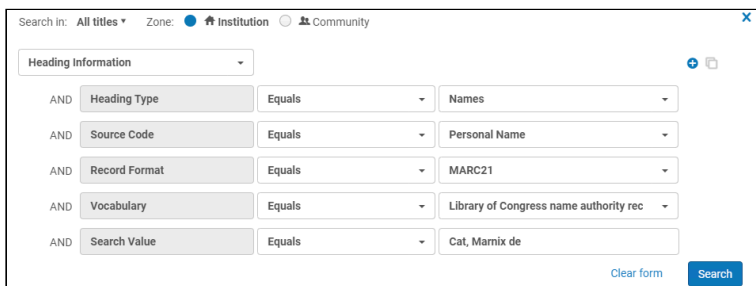 Search in: All titles Zone: Institution Community X
Heading Information
AND Heading Type Equals Names
AND Source Code Equals Personal Name
AND Record Format Equals MARC21
AND Vocabulary Equals Library of Congress name authority rec
AND Search Value Equals Cat, Marnix de
Clear form Search